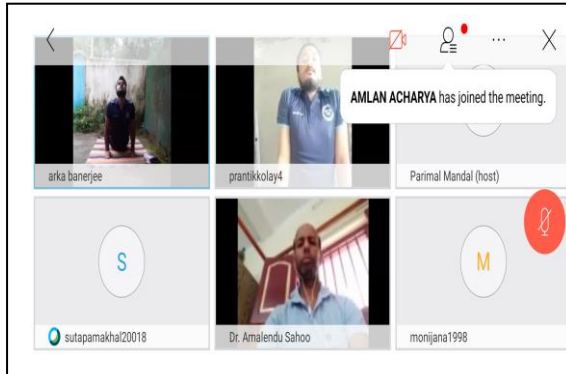 AMLAN ACHARYA has joined the meeting.
arka banerjee
prantikkolay4
Parimal Mandal (host)
S
M
sutapamakhal20018
Dr. Amalendu Sahoo
monijana1998